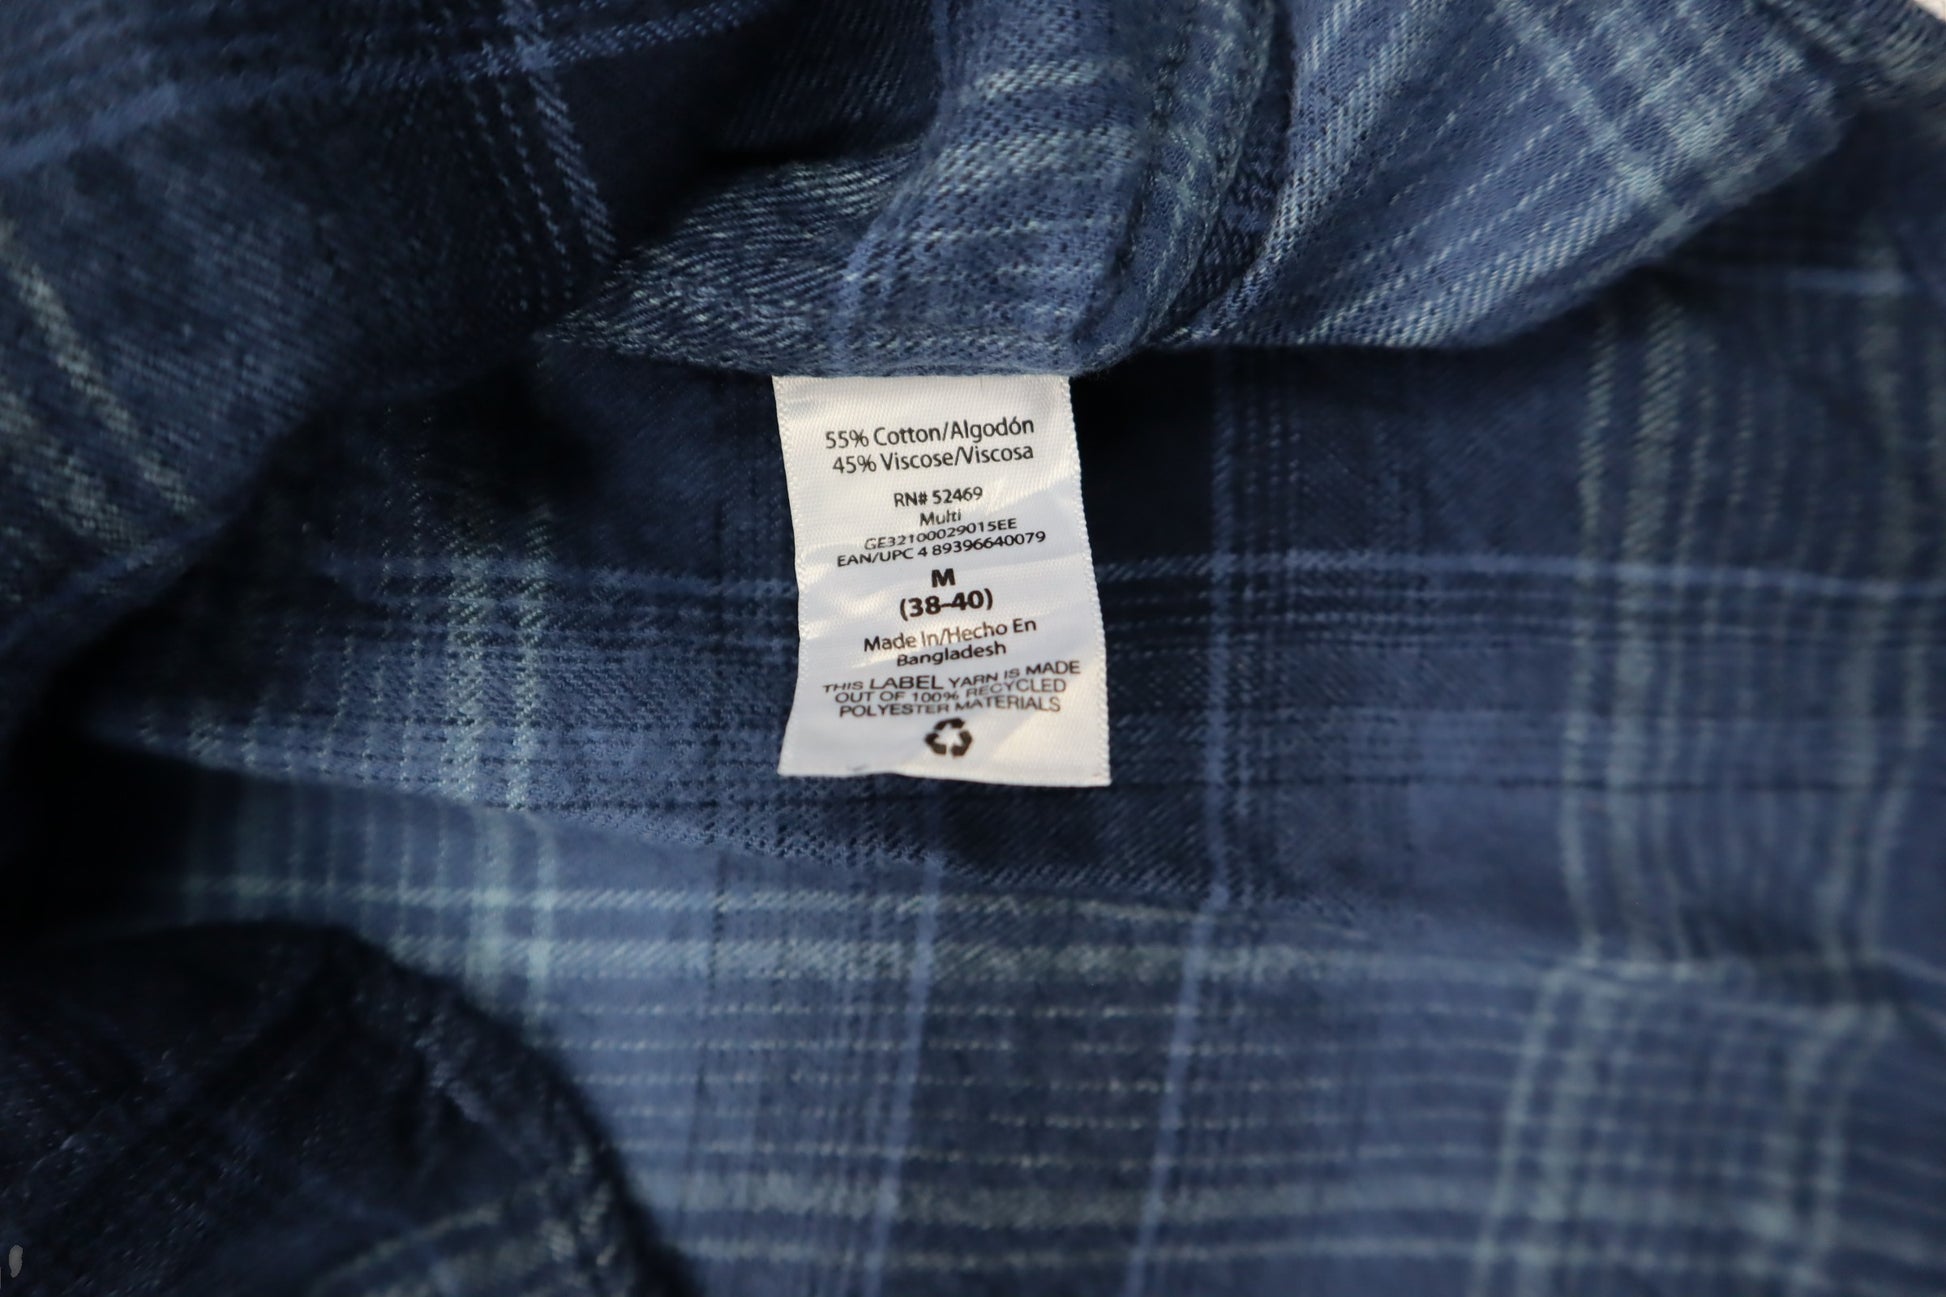 55% Cotton/Algodón
45% Viscose/Viscosa
RN# 52469
Multi
GE32100029015EE
EAN/UPC 4 89396640079
M
(38-40)
Made In/Hecho En
Bangladesh
THIS LABEL YARN IS MADE
OUT OF 100% RECYCLED
POLYESTER MATERIALS